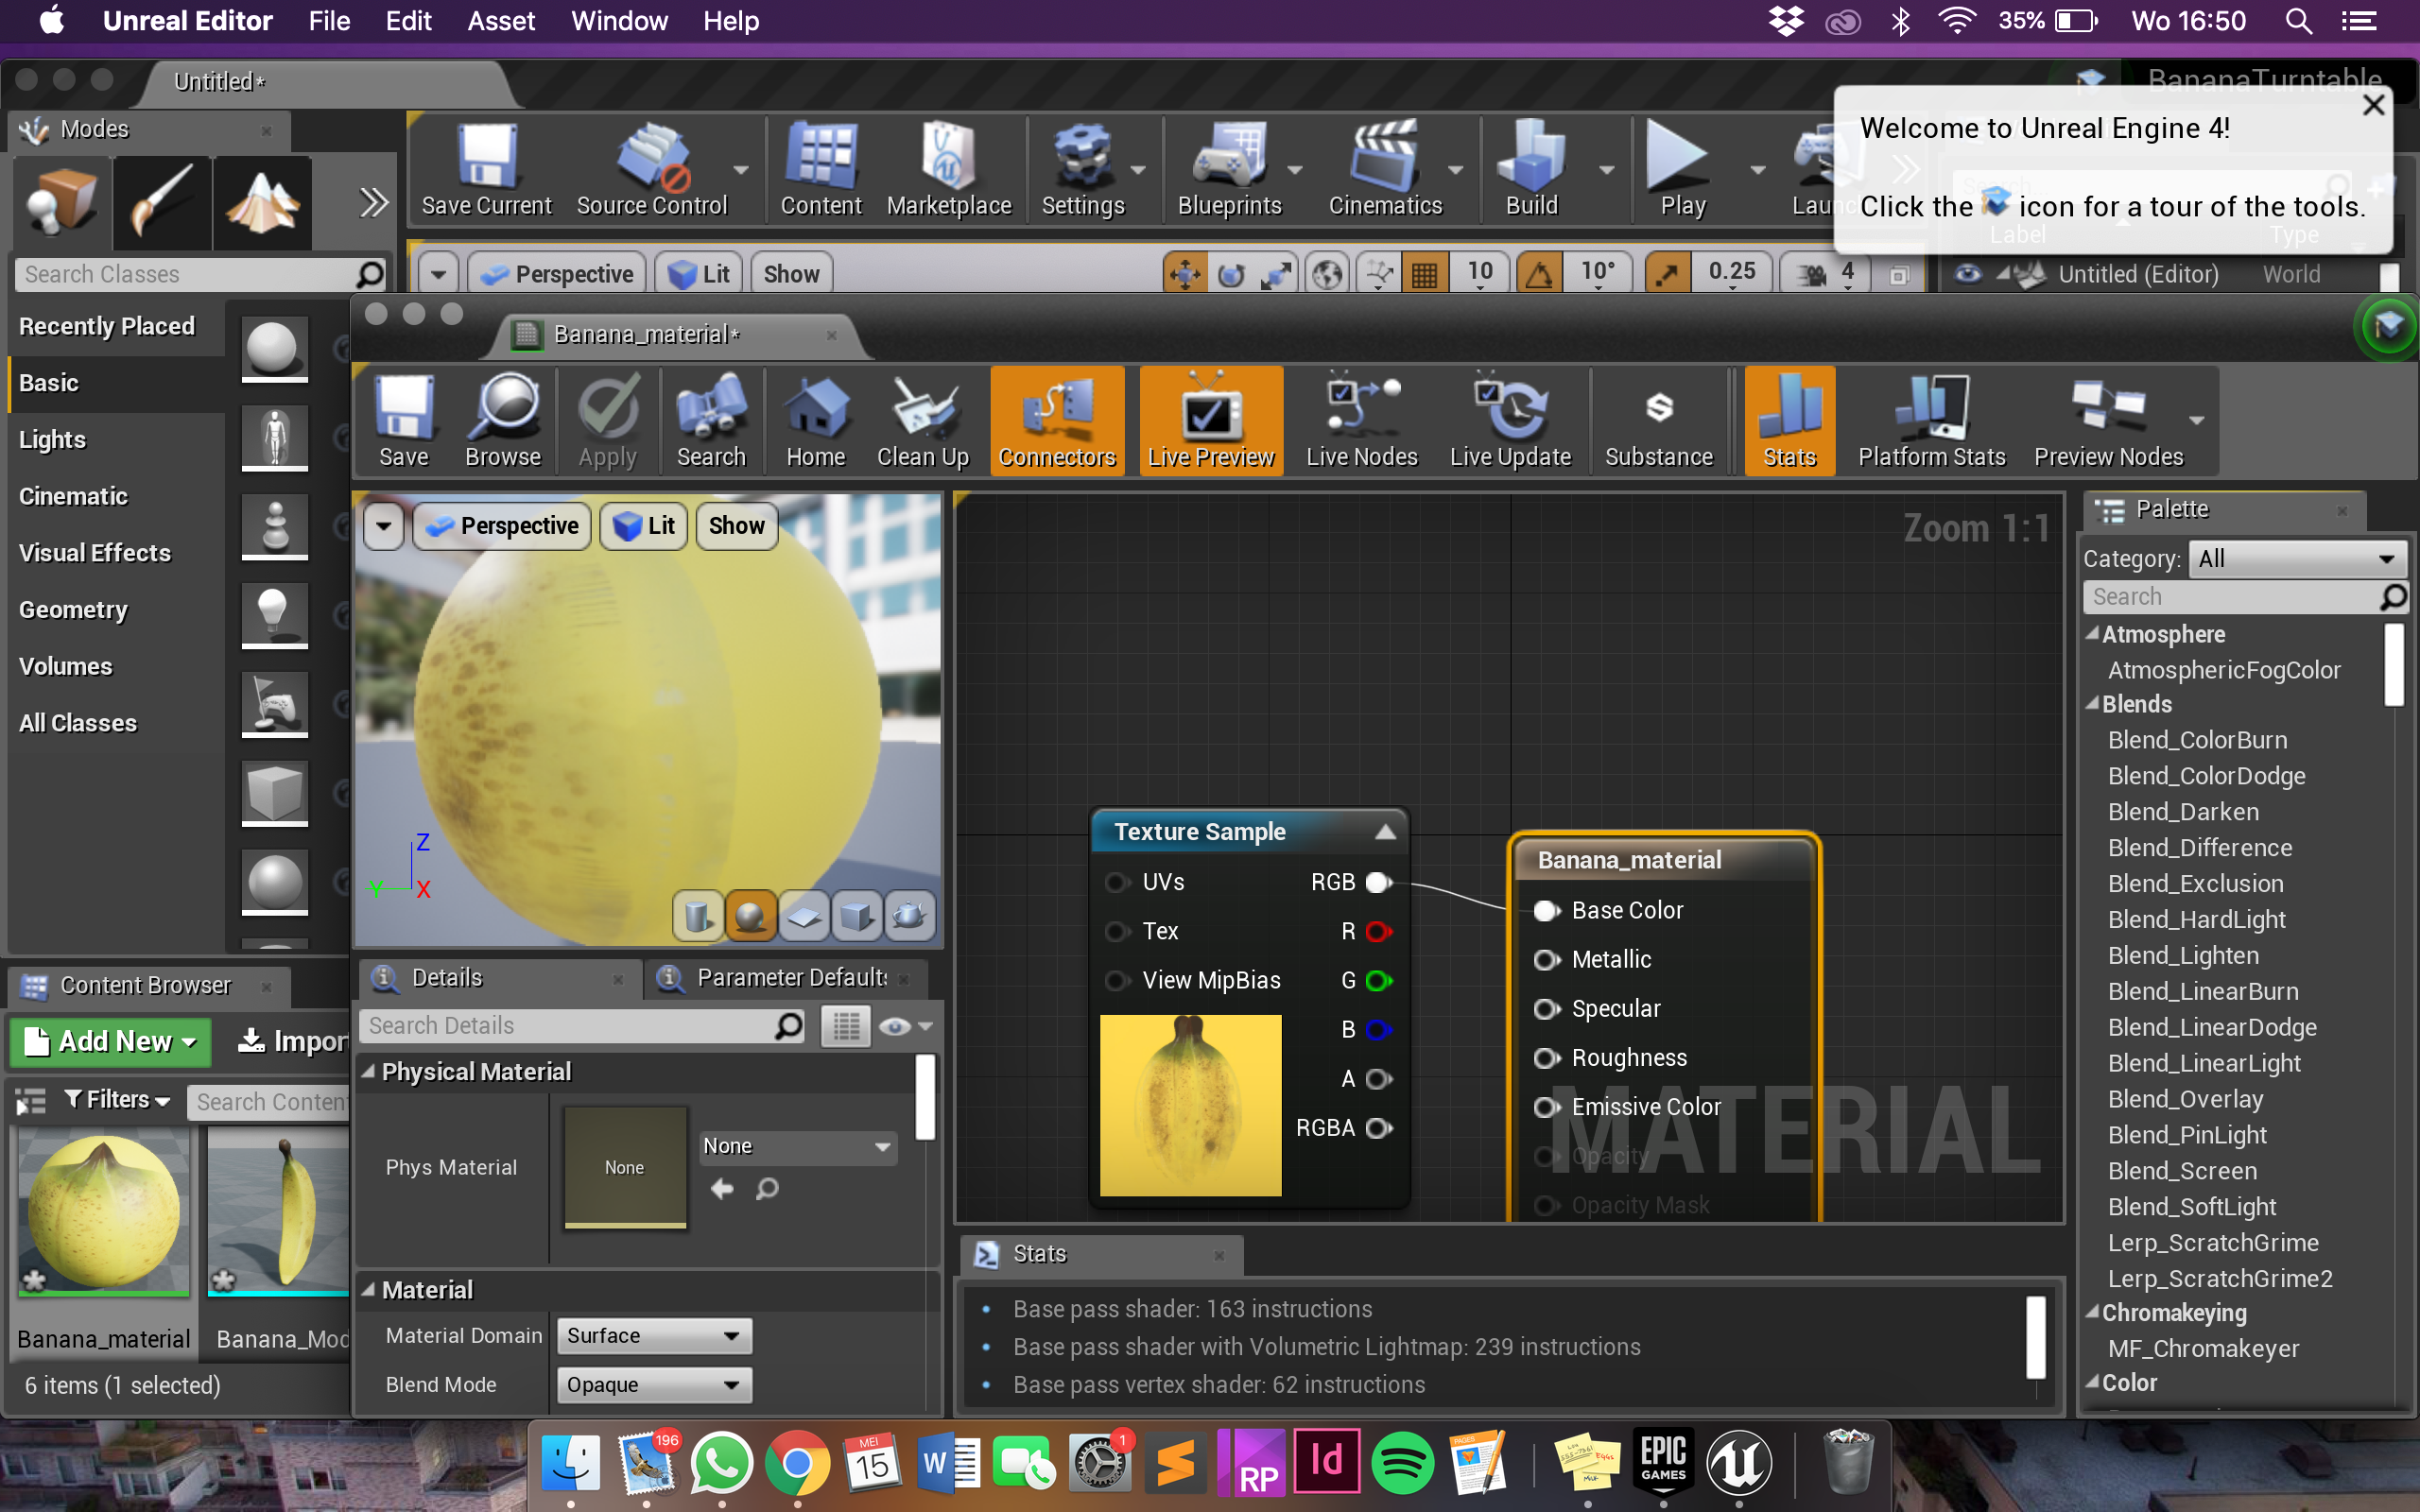 Unreal Editor File Edit Asset Window Help 35% Wo 16:50
Untitled* BananaTurntable
Modes
Save Current Source Control Content Marketplace Settings Blueprints Cinematics Build Play
Welcome to Unreal Engine 4!
Click the icon for a tour of the tools.
Label Type
Search Classes
Perspective Lit Show 10 10° 0.25 4
Untitled (Editor) World
Recently Placed
Basic
Lights
Cinematic
Visual Effects
Geometry
Volumes
All Classes
Banana_material*
Save Browse Apply Search Home Clean Up Connectors Live Preview Live Nodes Live Update Substance Stats Platform Stats Preview Nodes
Perspective Lit Show
Z
Y X
Zoom 1:1
Texture Sample
UVs RGB
Tex R
View MipBias G
B
A
RGBA
Banana_material
Base Color
Metallic
Specular
Roughness
Emissive Color
Opacity
Opacity Mask
MATERIAL
Palette
Category: All
Search
Atmosphere
AtmosphericFogColor
Blends
Blend_ColorBurn
Blend_ColorDodge
Blend_Darken
Blend_Difference
Blend_Exclusion
Blend_HardLight
Blend_Lighten
Blend_LinearBurn
Blend_LinearDodge
Blend_LinearLight
Blend_Overlay
Blend_PinLight
Blend_Screen
Blend_SoftLight
Lerp_ScratchGrime
Lerp_ScratchGrime2
Chromakeying
MF_Chromakeyer
Color
Content Browser
Add New Impor
Filters Search Content
Banana_material Banana_Mod
6 items (1 selected)
Details Parameter Defaults
Search Details
Physical Material
Phys Material None None
Material
Material Domain Surface
Blend Mode Opaque
Stats
Base pass shader: 163 instructions
Base pass shader with Volumetric Lightmap: 239 instructions
Base pass vertex shader: 62 instructions
196
MEI
15
W
1
RP
Id
PAGES
EPIC
GAMES